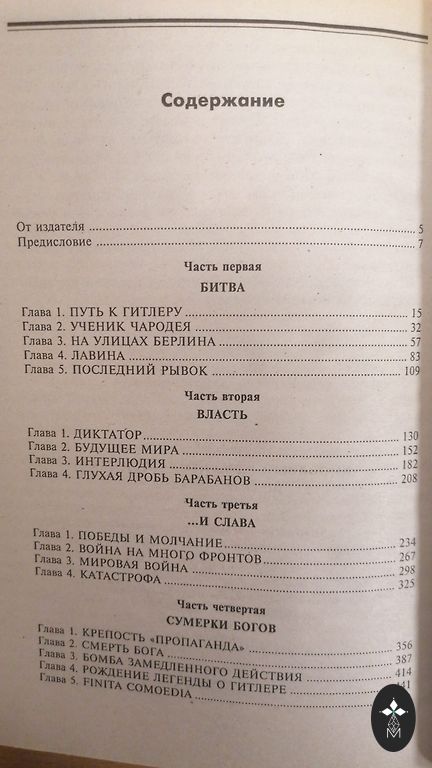 Содержание
От издателя ........ 5
Предисловие ........ 7
Часть первая
БИТВА
Глава 1. ПУТЬ К ГИТЛЕРУ ........ 15
Глава 2. УЧЕНИК ЧАРОДЕЯ ........ 32
Глава 3. НА УЛИЦАХ БЕРЛИНА ........ 57
Глава 4. ЛАВИНА ........ 83
Глава 5. ПОСЛЕДНИЙ РЫВОК ........ 109
Часть вторая
ВЛАСТЬ
Глава 1. ДИКТАТОР ........ 130
Глава 2. БУДУЩЕЕ МИРА ........ 152
Глава 3. ИНТЕРЛЮДИЯ ........ 182
Глава 4. ГЛУХАЯ ДРОБЬ БАРАБАНОВ ........ 208
Часть третья
...И СЛАВА
Глава 1. ПОБЕДЫ И МОЛЧАНИЕ ........ 234
Глава 2. ВОЙНА НА МНОГО ФРОНТОВ ........ 267
Глава 3. МИРОВАЯ ВОЙНА ........ 298
Глава 4. КАТАСТРОФА ........ 325
Часть четвертая
СУМЕРКИ БОГОВ
Глава 1. КРЕПОСТЬ «ПРОПАГАНДА» ........ 356
Глава 2. СМЕРТЬ БОГА ........ 387
Глава 3. БОМБА ЗАМЕДЛЕННОГО ДЕЙСТВИЯ ........ 414
Глава 4. РОЖДЕНИЕ ЛЕГЕНДЫ О ГИТЛЕРЕ ........
Глава 5. FINITA COMOEDIA ........
М